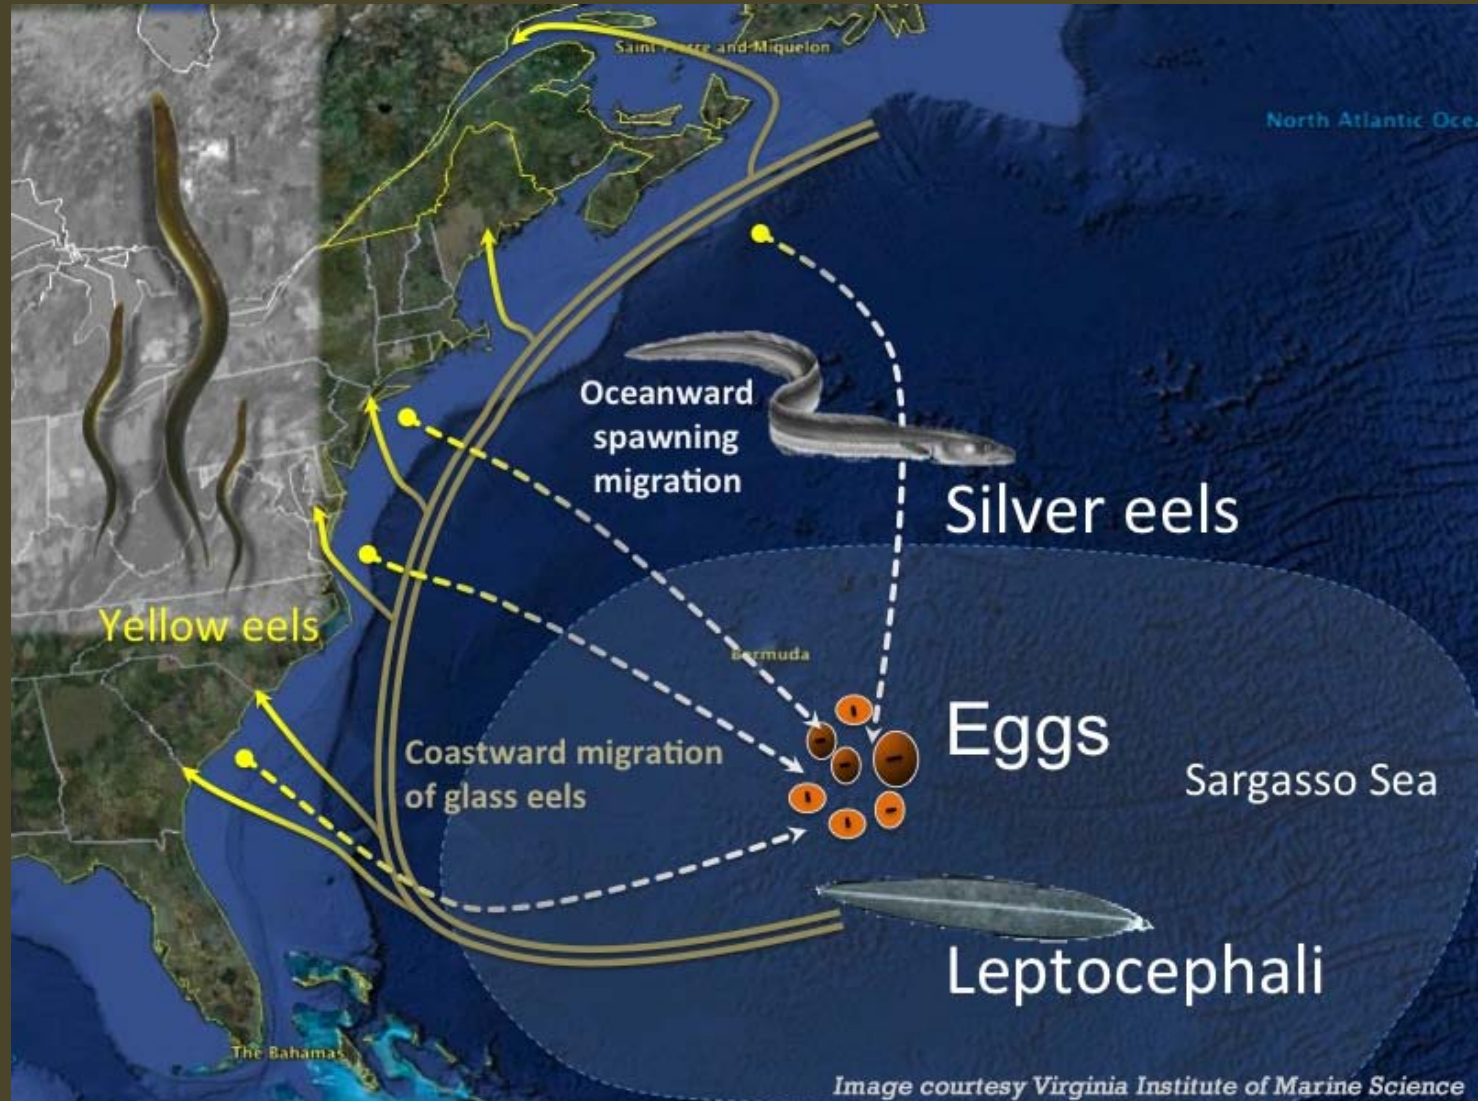 Saint Pierre and Miquelon
North Atlantic Oce
Oceanward
spawning
migration
Silver eels
Yellow eels
Bermuda
Eggs
Coastward migration
of glass eels
Sargasso Sea
Leptocephali
The Bahamas
Image courtesy Virginia Institute of Marine Science